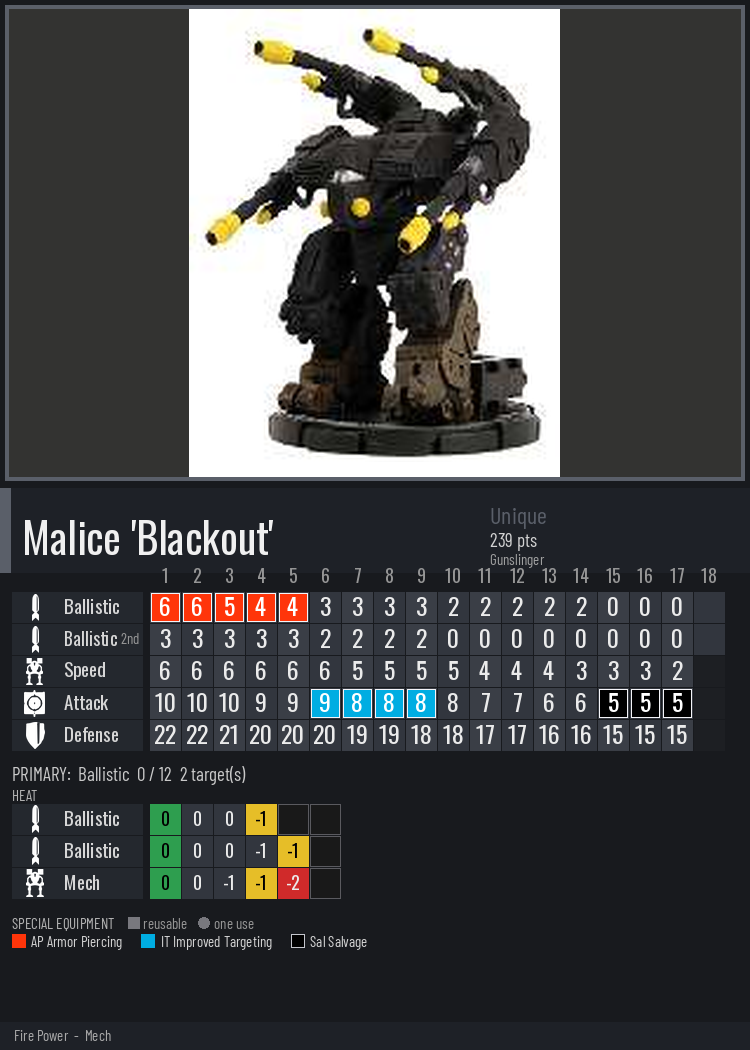 Malice 'Blackout'
Unique
239 pts
Gunslinger
1 2 3 4 5 6 7 8 9 10 11 12 13 14 15 16 17 18
Ballistic 6 6 5 4 4 3 3 3 3 2 2 2 2 2 0 0 0
Ballistic 2nd 3 3 3 3 3 2 2 2 2 0 0 0 0 0 0 0 0
Speed 6 6 6 6 6 6 5 5 5 5 4 4 4 3 3 3 2
Attack 10 10 10 9 9 9 8 8 8 8 7 7 6 6 5 5 5
Defense 22 22 21 20 20 20 19 19 18 18 17 17 16 16 15 15 15
PRIMARY: Ballistic 0 / 12 2 target(s)
HEAT
Ballistic 0 0 0 -1
Ballistic 0 0 0 -1 -1
Mech 0 0 -1 -1 -2
SPECIAL EQUIPMENT reusable one use
AP Armor Piercing IT Improved Targeting Sal Salvage
Fire Power - Mech